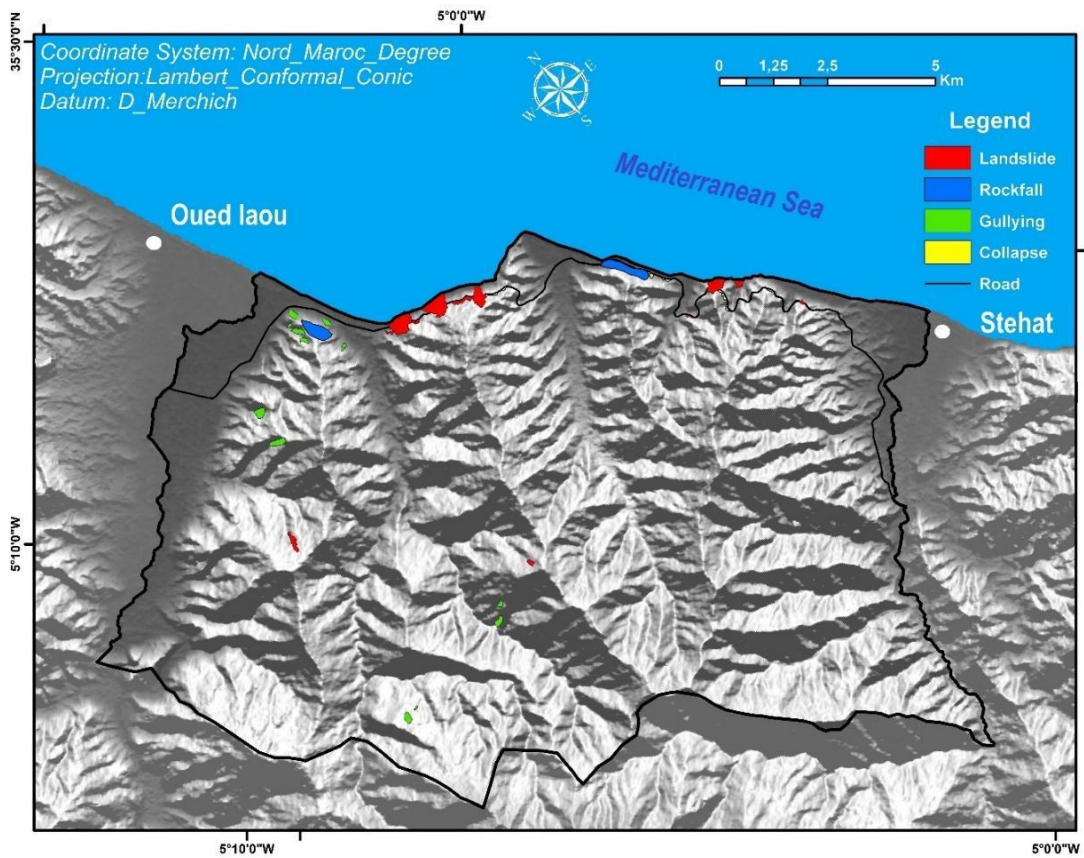 5°0'0"W
35°30'0"N
Coordinate System: Nord_Maroc_Degree
Projection:Lambert_Conformal_Conic
Datum: D_Merchich
N
E
W
S
0 1,25 2,5 5
Km
Legend
Landslide
Rockfall
Gullying
Collapse
Road
Mediterranean Sea
Oued laou
Stehat
5°10'0"W
5°10'0"W
5°0'0"W